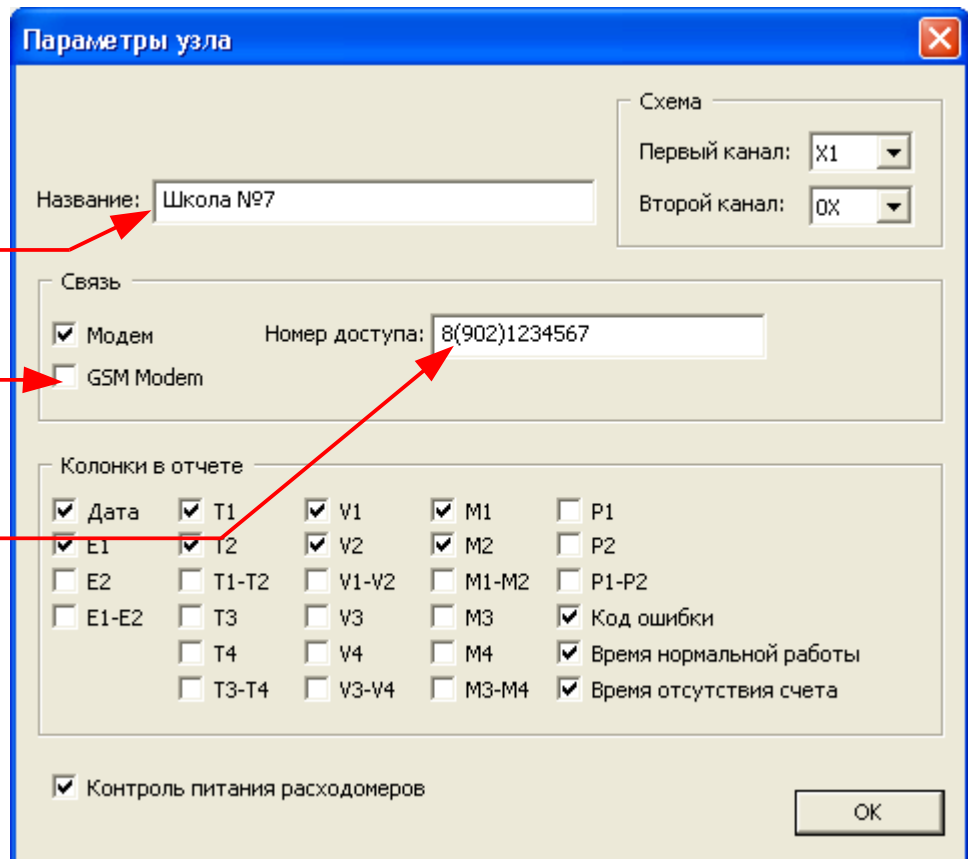 Параметры узла
Схема
Первый канал: X1
Название: Школа №7
Второй канал: 0X
Связь
Модем Номер доступа: 8(902)1234567
GSM Modem
Колонки в отчете
Дата T1 V1 M1 P1
E1 T2 V2 M2 P2
E2 T1-T2 V1-V2 M1-M2 P1-P2
E1-E2 T3 V3 M3 Код ошибки
T4 V4 M4 Время нормальной работы
T3-T4 V3-V4 M3-M4 Время отсутствия счета
Контроль питания расходомеров
OK